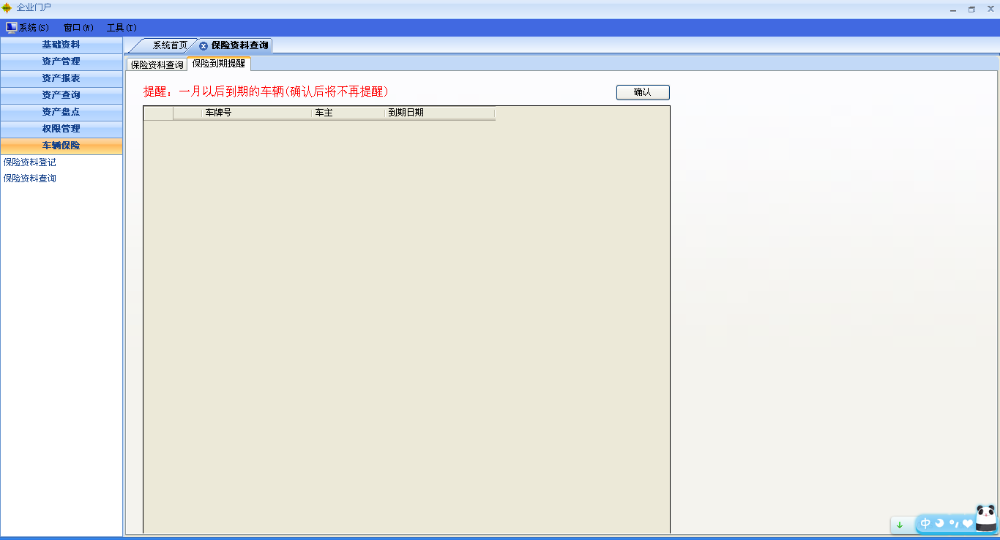 企业门户
系统(S) 窗口(W) 工具(T)
基础资料
资产管理
资产报表
资产查询
资产盘点
权限管理
车辆保险
保险资料登记
保险资料查询
系统首页 保险资料查询
保险资料查询 保险到期提醒
提醒：一月以后到期的车辆(确认后将不再提醒)
确认
车牌号 车主 到期日期
中